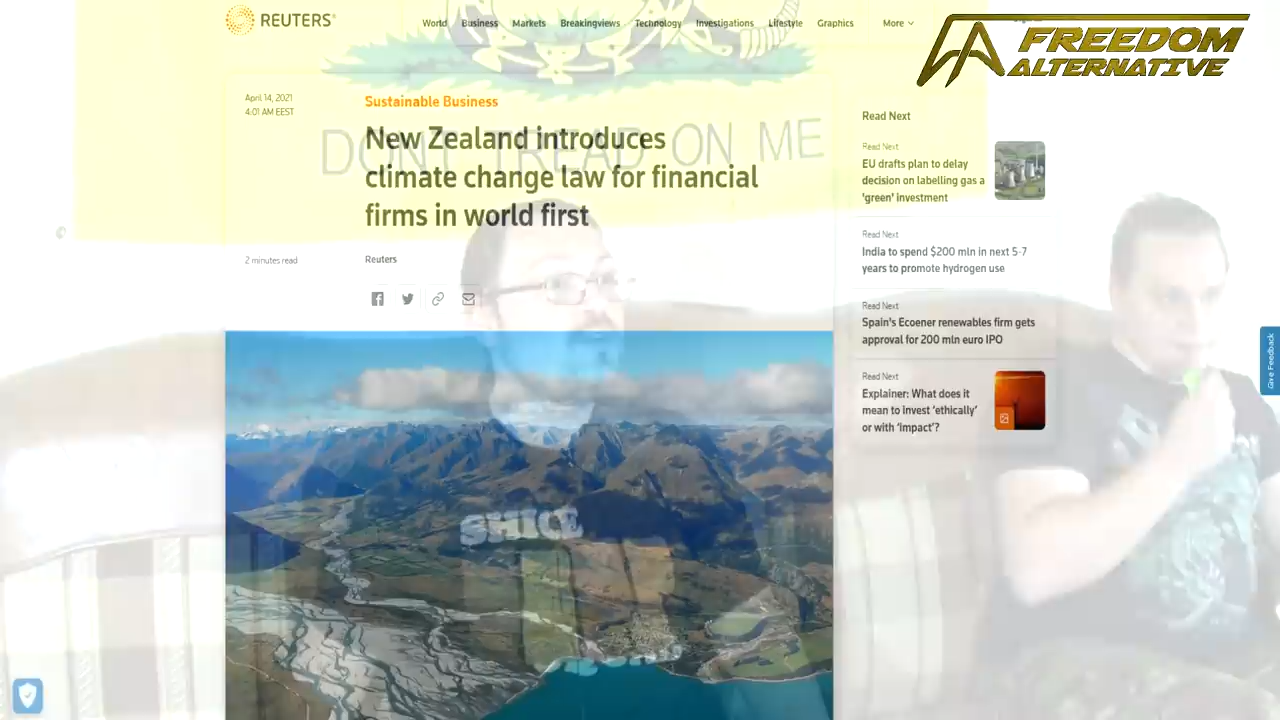 REUTERS®
World Business Markets Breakingviews Technology Investigations Lifestyle Graphics More
FREEDOM
ALTERNATIVE
April 14, 2021
4:01 AM EEST
Sustainable Business
New Zealand introduces
climate change law for financial
firms in world first
DONT TREAD ON ME
2 minutes read
Reuters
Read Next
Read Next
EU drafts plan to delay
decision on labelling gas a
'green' investment
Read Next
India to spend $200 mln in next 5-7
years to promote hydrogen use
Read Next
Spain's Ecoener renewables firm gets
approval for 200 mln euro IPO
Read Next
Explainer: What does it
mean to invest ‘ethically’
or with ‘impact’?
Give Feedback